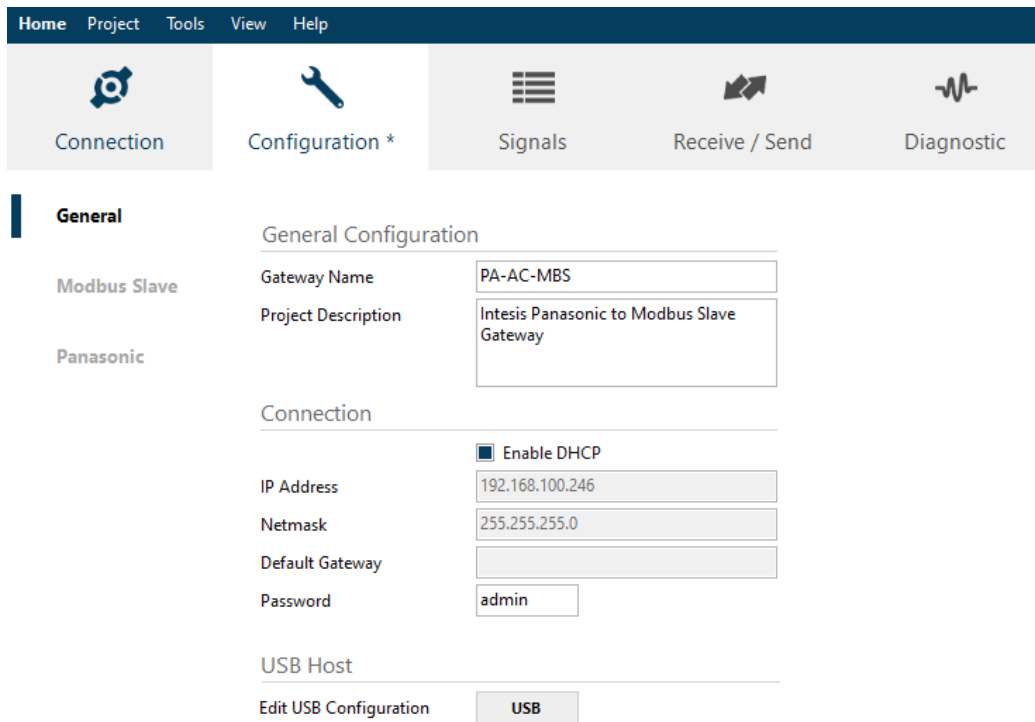 Home Project Tools View Help
Connection Configuration * Signals Receive / Send Diagnostic
General
Modbus Slave
Panasonic
General Configuration
Gateway Name PA-AC-MBS
Project Description Intesis Panasonic to Modbus Slave
Gateway
Connection
Enable DHCP
IP Address 192.168.100.246
Netmask 255.255.255.0
Default Gateway
Password admin
USB Host
Edit USB Configuration USB